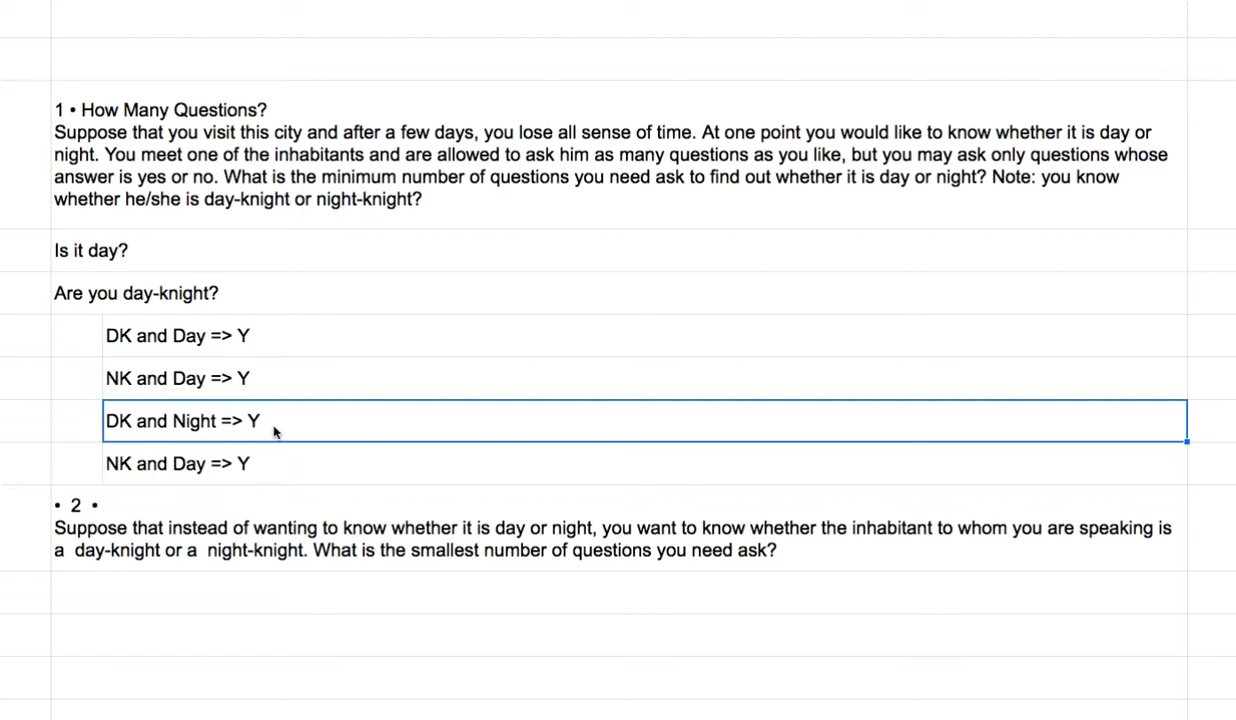 1 • How Many Questions?
Suppose that you visit this city and after a few days, you lose all sense of time. At one point you would like to know whether it is day or
night. You meet one of the inhabitants and are allowed to ask him as many questions as you like, but you may ask only questions whose
answer is yes or no. What is the minimum number of questions you need ask to find out whether it is day or night? Note: you know
whether he/she is day-knight or night-knight?
Is it day?
Are you day-knight?
DK and Day => Y
NK and Day => Y
DK and Night => Y
NK and Day => Y
• 2 •
Suppose that instead of wanting to know whether it is day or night, you want to know whether the inhabitant to whom you are speaking is
a day-knight or a night-knight. What is the smallest number of questions you need ask?